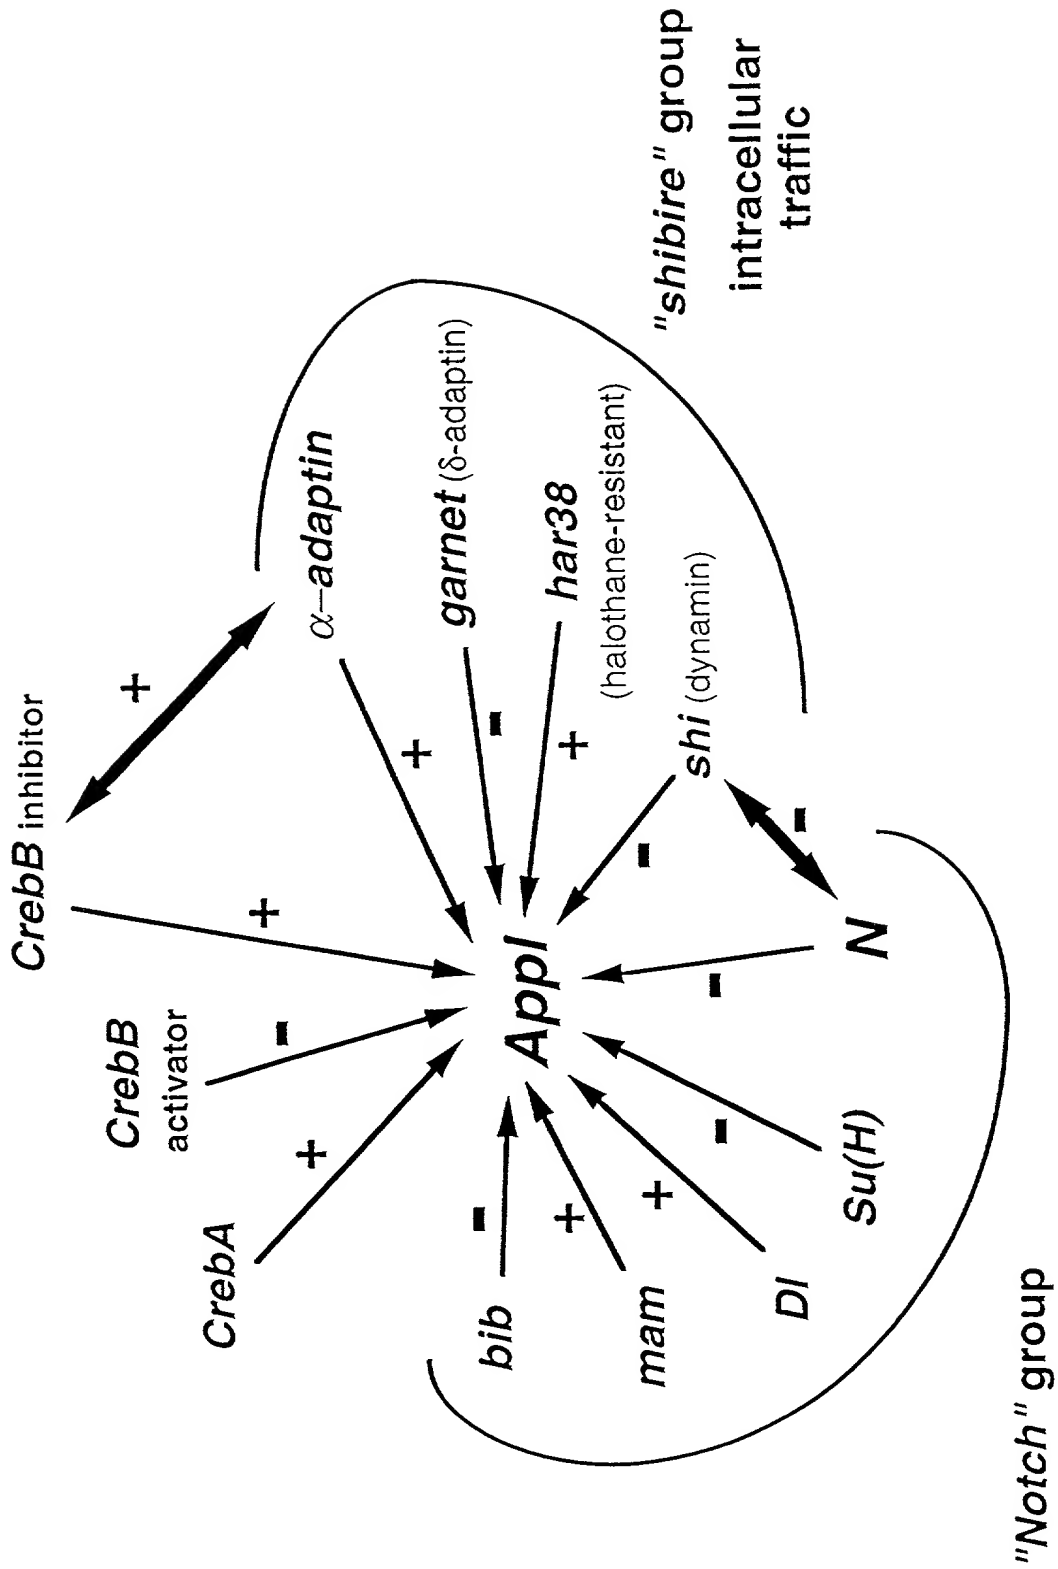 CrebB inhibitor
+
CrebB
activator
-
+
CrebA
+
α–adaptin
+
garnet (δ-adaptin)
-
har38
(halothane-resistant)
+
shi (dynamin)
-
-
Appl
bib
-
mam
+
Dl
+
Su(H)
-
N
-
"shibire" group
intracellular
traffic
"Notch" group